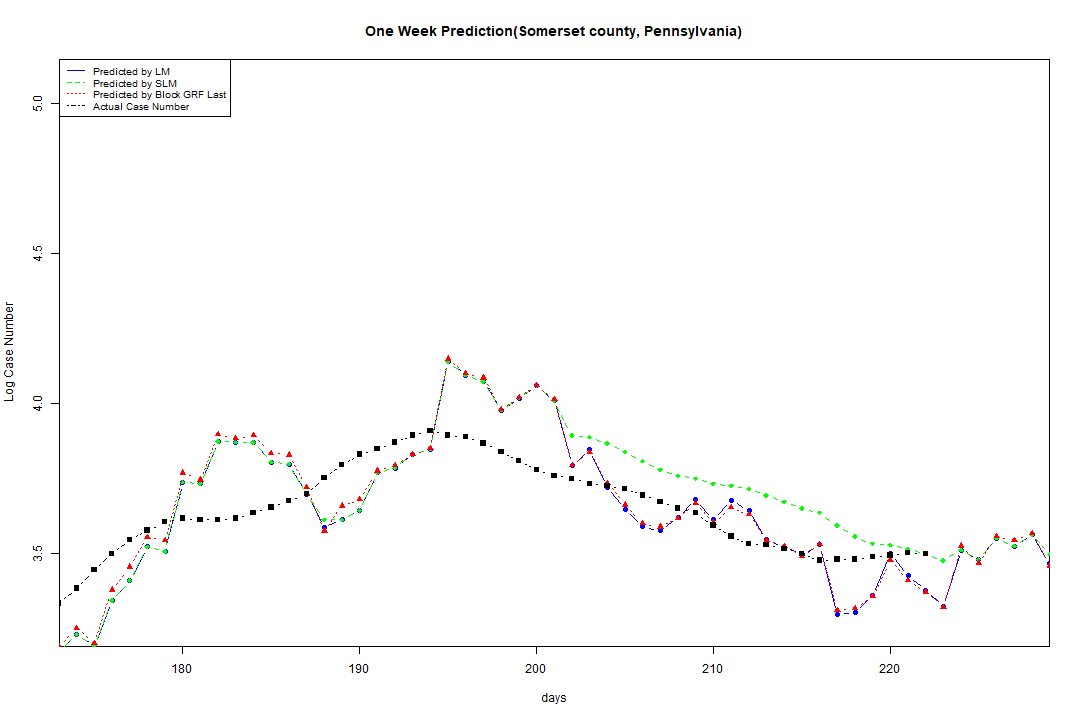 One Week Prediction(Somerset county, Pennsylvania)
Predicted by LM
Predicted by SLM
Predicted by Block GRF Last
Actual Case Number
5.0
4.5
4.0
3.5
Log Case Number
180
190
200
210
220
days